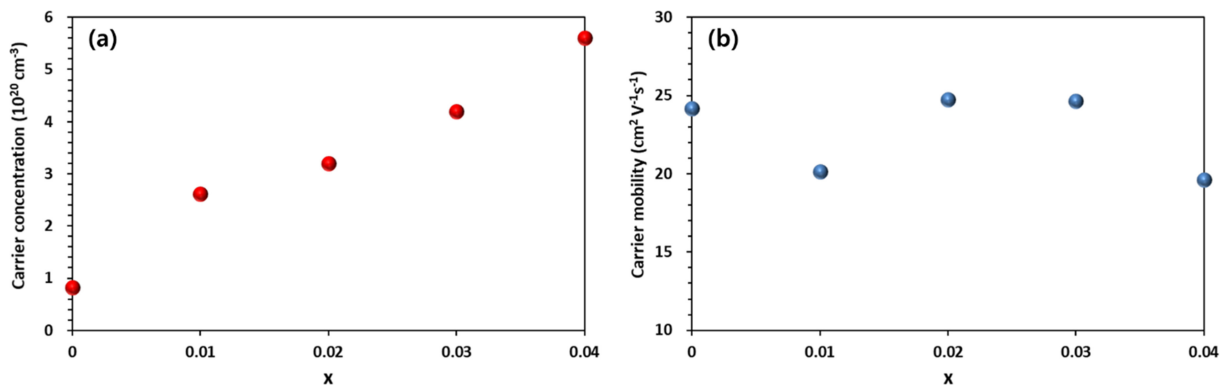 (a)
Carrier concentration (10²⁰ cm⁻³)
6
5
4
3
2
1
0
0 0.01 0.02 0.03 0.04
x
(b)
Carrier mobility (cm² V⁻¹s⁻¹)
30
25
20
15
10
0 0.01 0.02 0.03 0.04
x